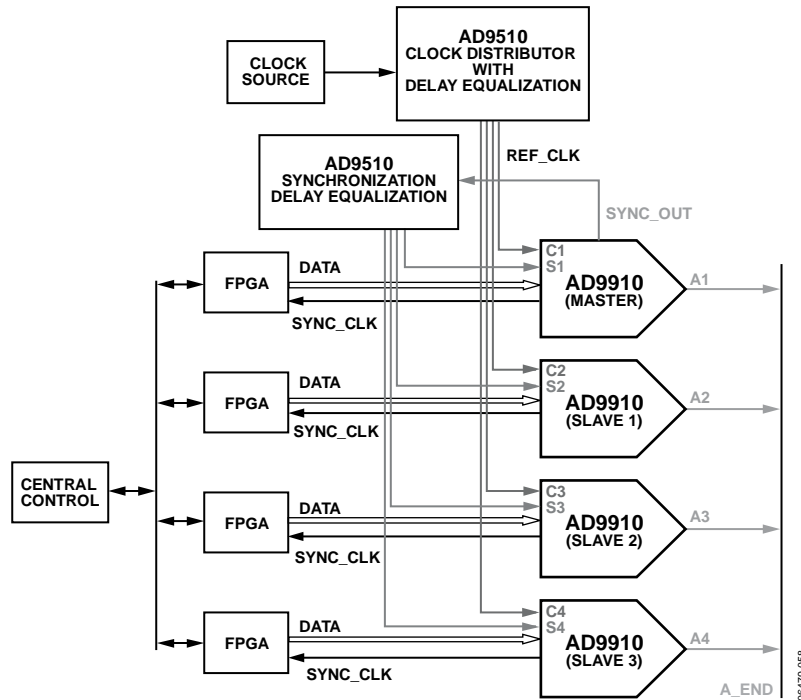 AD9510
CLOCK DISTRIBUTOR
WITH
DELAY EQUALIZATION
CLOCK
SOURCE
REF_CLK
AD9510
SYNCHRONIZATION
DELAY EQUALIZATION
SYNC_OUT
FPGA
DATA
SYNC_CLK
C1
S1
AD9910
(MASTER)
A1
FPGA
DATA
SYNC_CLK
C2
S2
AD9910
(SLAVE 1)
A2
CENTRAL
CONTROL
FPGA
DATA
SYNC_CLK
C3
S3
AD9910
(SLAVE 2)
A3
FPGA
DATA
SYNC_CLK
C4
S4
AD9910
(SLAVE 3)
A4
A_END